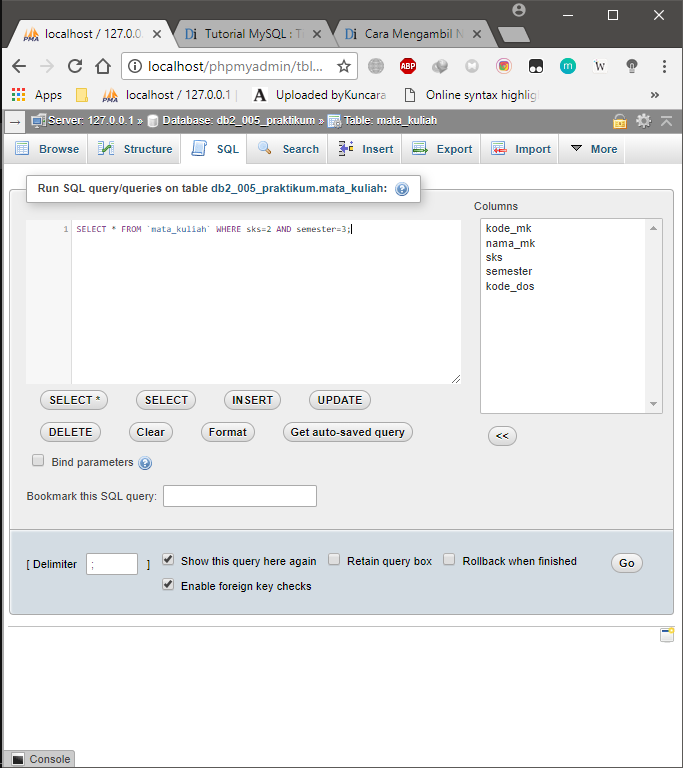 localhost / 127.0.0.
Tutorial MySQL : Ti
Cara Mengambil N
localhost/phpmyadmin/tbl...
Apps
localhost / 127.0.0.1 |
Uploaded byKuncara
Online syntax highlig
»
Server: 127.0.0.1 » Database: db2_005_praktikum » Table: mata_kuliah
Browse Structure SQL Search Insert Export Import More
Run SQL query/queries on table db2_005_praktikum.mata_kuliah:
Columns
1 SELECT * FROM `mata_kuliah` WHERE sks=2 AND semester=3;
kode_mk
nama_mk
sks
semester
kode_dos
SELECT * SELECT INSERT UPDATE
DELETE Clear Format Get auto-saved query
<<
Bind parameters
Bookmark this SQL query:
[ Delimiter ; ] Show this query here again Retain query box Rollback when finished Go
Enable foreign key checks
Console